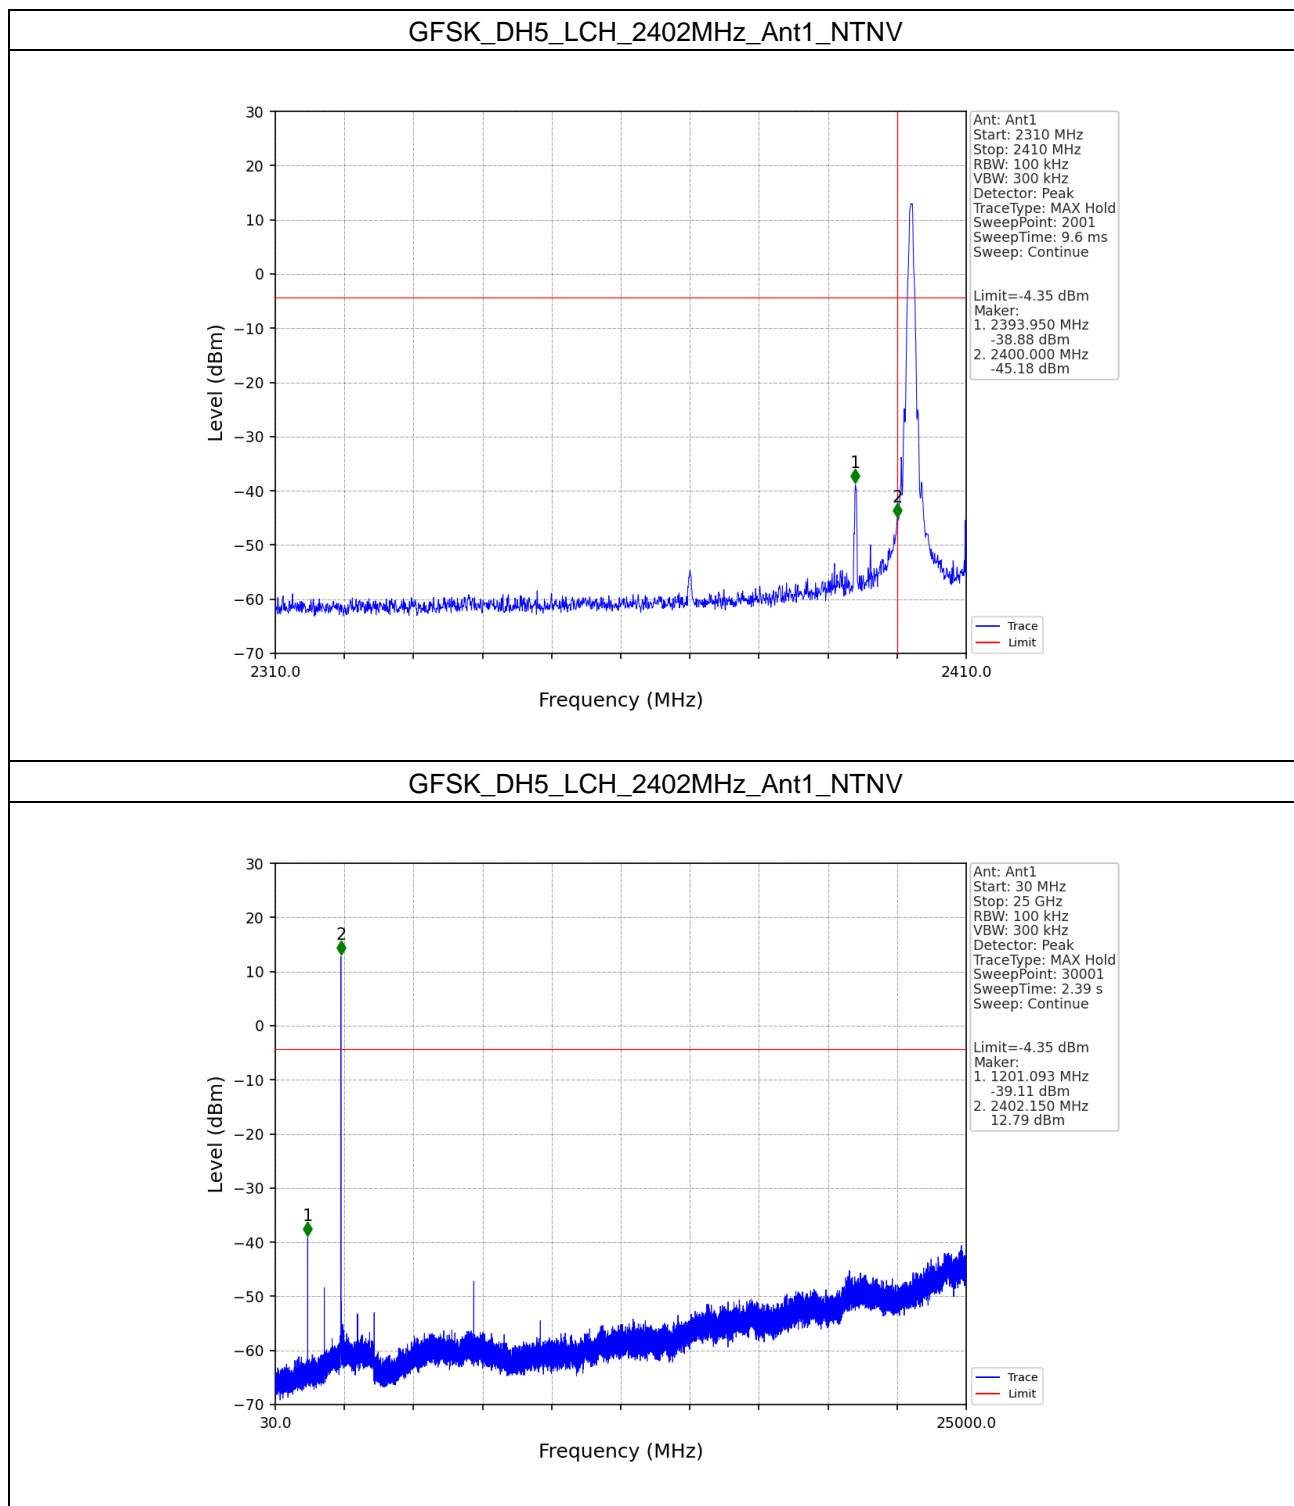 GFSK_DH5_LCH_2402MHz_Ant1_NTNV
30
20
10
0
−10
−20
−30
−40
−50
−60
−70
Level (dBm)
1
2
2310.0
2410.0
Frequency (MHz)
Ant: Ant1
Start: 2310 MHz
Stop: 2410 MHz
RBW: 100 kHz
VBW: 300 kHz
Detector: Peak
TraceType: MAX Hold
SweepPoint: 2001
SweepTime: 9.6 ms
Sweep: Continue
Limit=-4.35 dBm
Maker:
1. 2393.950 MHz
-38.88 dBm
2. 2400.000 MHz
-45.18 dBm
Trace
Limit
GFSK_DH5_LCH_2402MHz_Ant1_NTNV
30
20
10
0
−10
−20
−30
−40
−50
−60
−70
Level (dBm)
2
1
30.0
25000.0
Frequency (MHz)
Ant: Ant1
Start: 30 MHz
Stop: 25 GHz
RBW: 100 kHz
VBW: 300 kHz
Detector: Peak
TraceType: MAX Hold
SweepPoint: 30001
SweepTime: 2.39 s
Sweep: Continue
Limit=-4.35 dBm
Maker:
1. 1201.093 MHz
-39.11 dBm
2. 2402.150 MHz
12.79 dBm
Trace
Limit